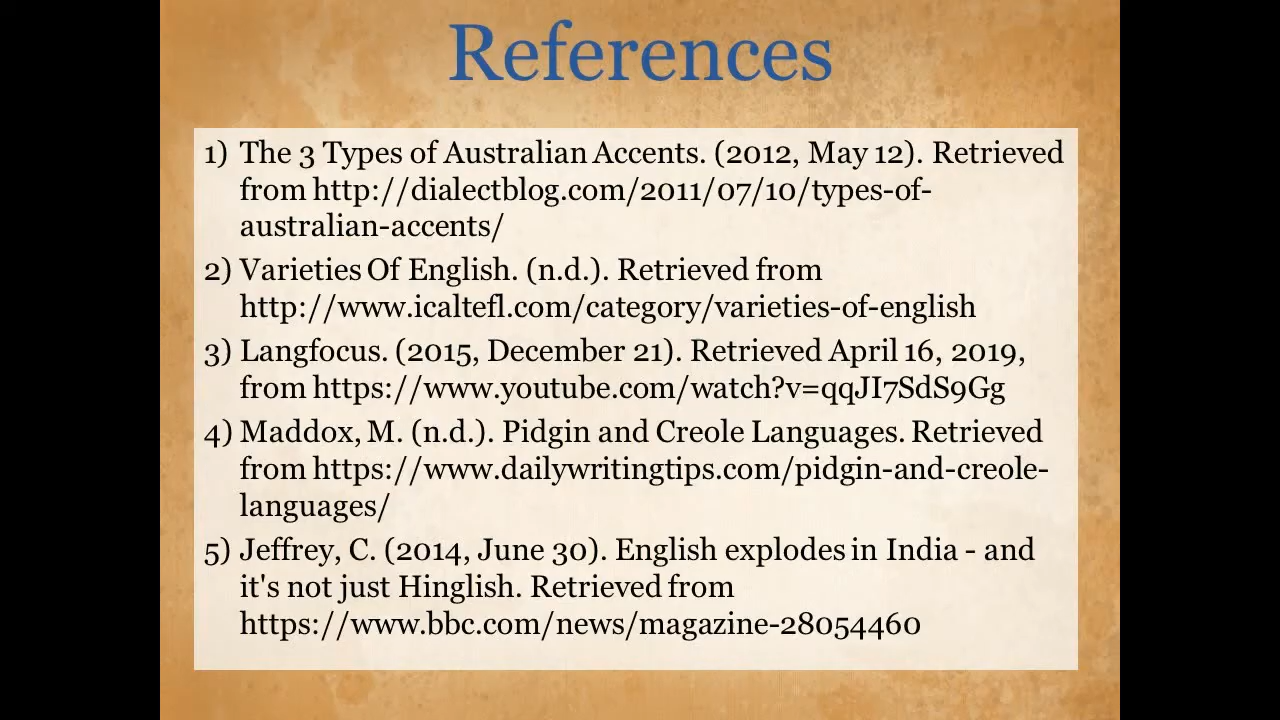 References
1) The 3 Types of Australian Accents. (2012, May 12). Retrieved
from http://dialectblog.com/2011/07/10/types-of-
australian-accents/
2) Varieties Of English. (n.d.). Retrieved from
http://www.icaltefl.com/category/varieties-of-english
3) Langfocus. (2015, December 21). Retrieved April 16, 2019,
from https://www.youtube.com/watch?v=qqJI7SdS9Gg
4) Maddox, M. (n.d.). Pidgin and Creole Languages. Retrieved
from https://www.dailywritingtips.com/pidgin-and-creole-
languages/
5) Jeffrey, C. (2014, June 30). English explodes in India - and
it's not just Hinglish. Retrieved from
https://www.bbc.com/news/magazine-28054460